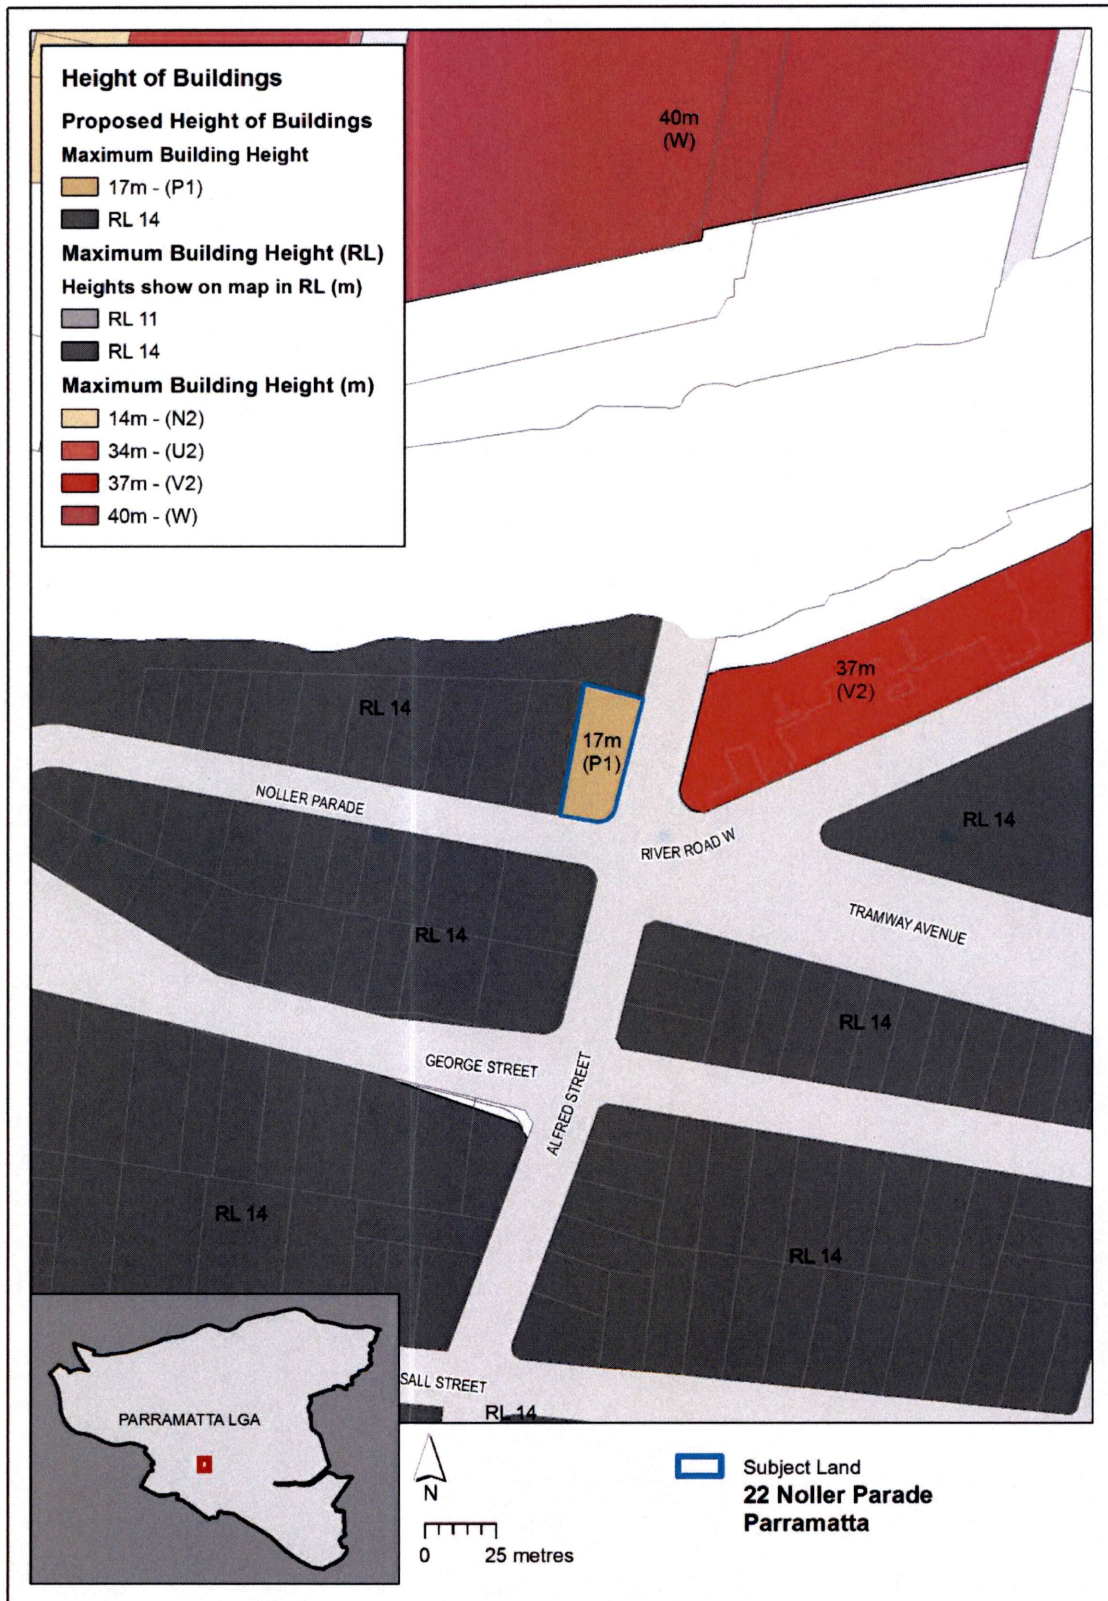 Height of Buildings
Proposed Height of Buildings
Maximum Building Height
17m - (P1)
RL 14
Maximum Building Height (RL)
Heights show on map in RL (m)
RL 11
RL 14
Maximum Building Height (m)
14m - (N2)
34m - (U2)
37m - (V2)
40m - (W)
40m
(W)
37m
(V2)
RL 14
17m
(P1)
NOLLER PARADE
RIVER ROAD W
RL 14
TRAMWAY AVENUE
RL 14
RL 14
GEORGE STREET
ALFRED STREET
RL 14
RL 14
SALL STREET
RL 14
PARRAMATTA LGA
N
0 25 metres
Subject Land
22 Noller Parade
Parramatta